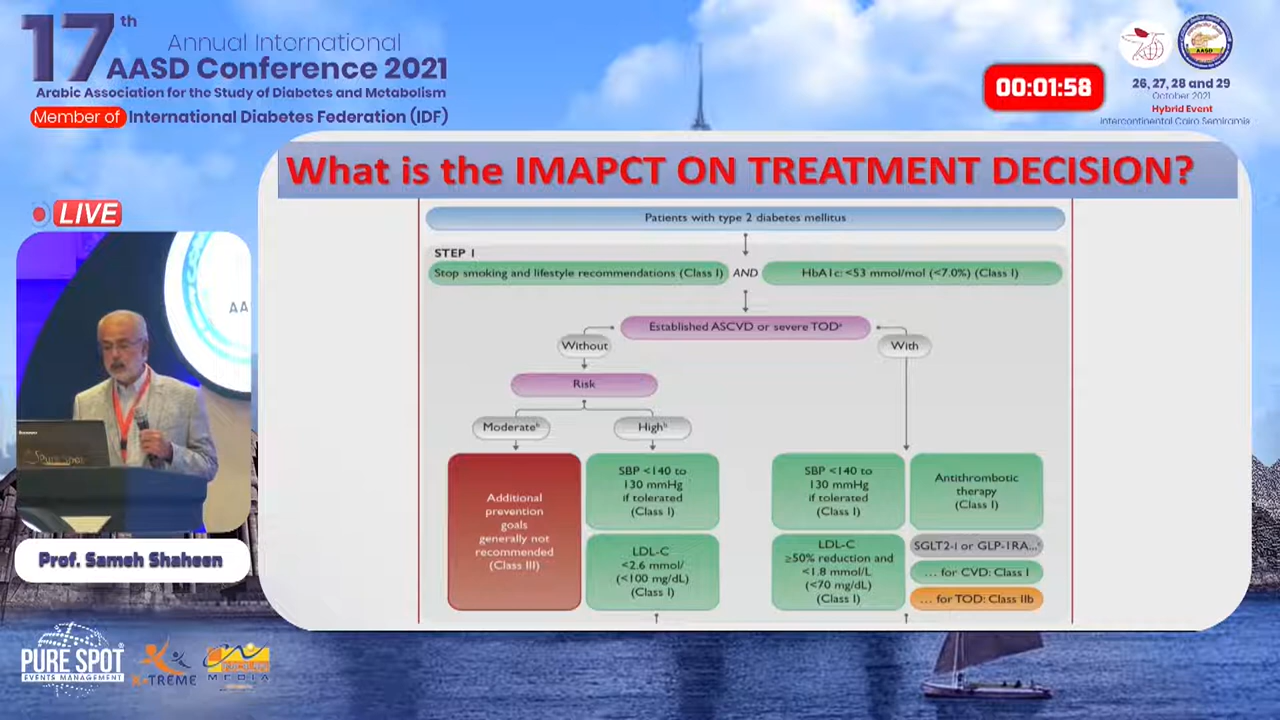 17th
Annual International
AASD Conference 2021
Arabic Association for the Study of Diabetes and Metabolism
Member of International Diabetes Federation (IDF)
00:01:58
AASD
26, 27, 28 and 29
October 2021
Hybrid Event
Intercontinental Cairo Semiramis
LIVE
AA
Prof. Sameh Shaheen
PURE SPOT
EVENTS MANAGEMENT
X-TREME
MEDIA
What is the IMAPCT ON TREATMENT DECISION?
Patients with type 2 diabetes mellitus
STEP 1
Stop smoking and lifestyle recommendations (Class I)
AND
HbA1c: <53 mmol/mol (<7.0%) (Class I)
Established ASCVD or severe TODᵃ
Without
With
Risk
Moderateᵇ
Highᵇ
Additional
prevention
goals
generally not
recommended
(Class III)
SBP <140 to
130 mmHg
if tolerated
(Class I)
LDL-C
<2.6 mmol/
(<100 mg/dL)
(Class I)
SBP <140 to
130 mmHg
if tolerated
(Class I)
LDL-C
≥50% reduction and
<1.8 mmol/L
(<70 mg/dL)
(Class I)
Antithrombotic
therapy
(Class I)
SGLT2-i or GLP-1RA...ᶜ
... for CVD: Class I
... for TOD: Class IIb